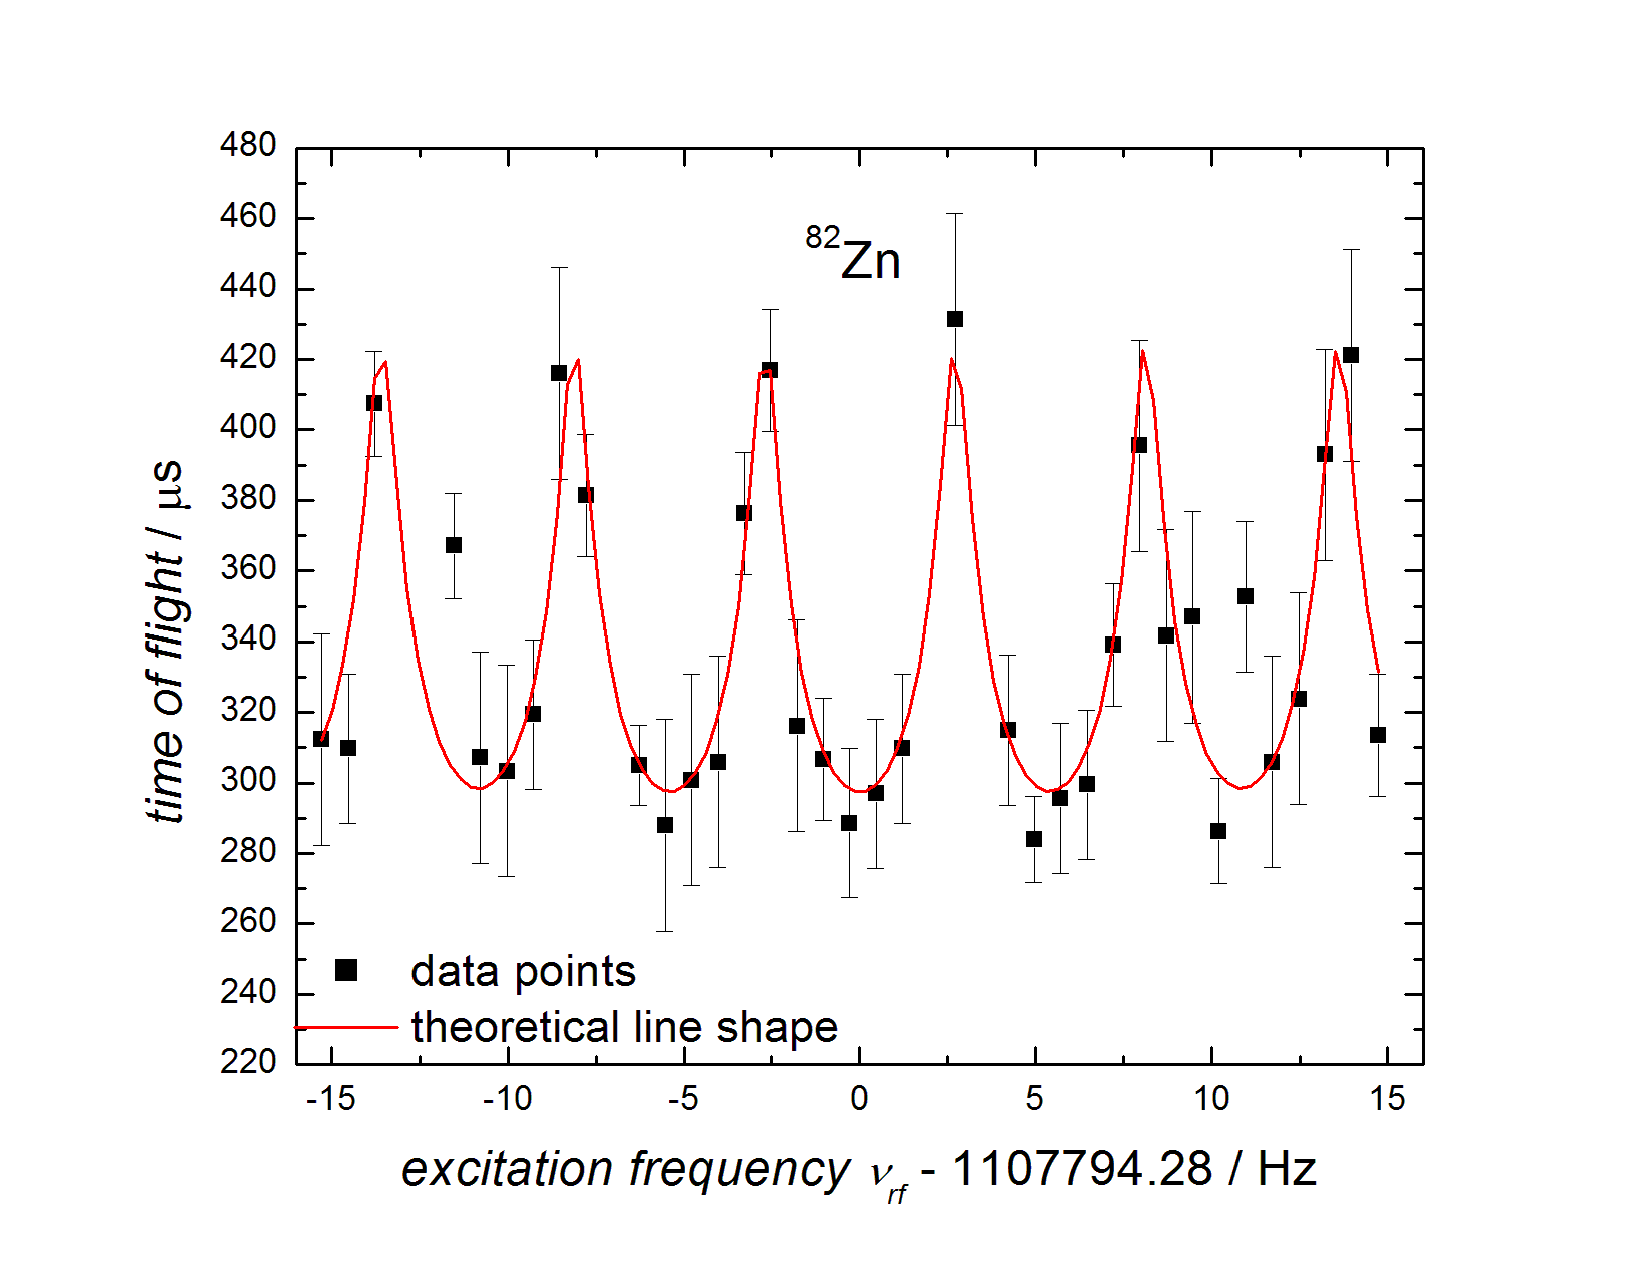 480
460
440
420
400
380
360
340
320
300
280
260
240
220
time of flight / μs
⁸²Zn
data points
theoretical line shape
-15 -10 -5 0 5 10 15
excitation frequency ν_rf - 1107794.28 / Hz